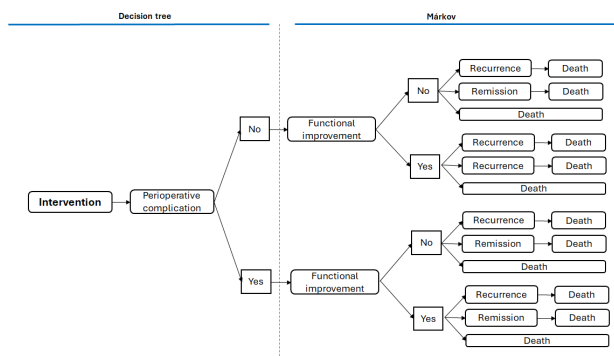 Decision tree
Márkov
Recurrence
Death
No
Remission
Death
Functional
improvement
Death
No
Recurrence
Death
Yes
Recurrence
Death
Death
Intervention
Perioperative
complication
Recurrence
Death
No
Remission
Death
Death
Yes
Functional
improvement
Recurrence
Death
Yes
Remission
Death
Death